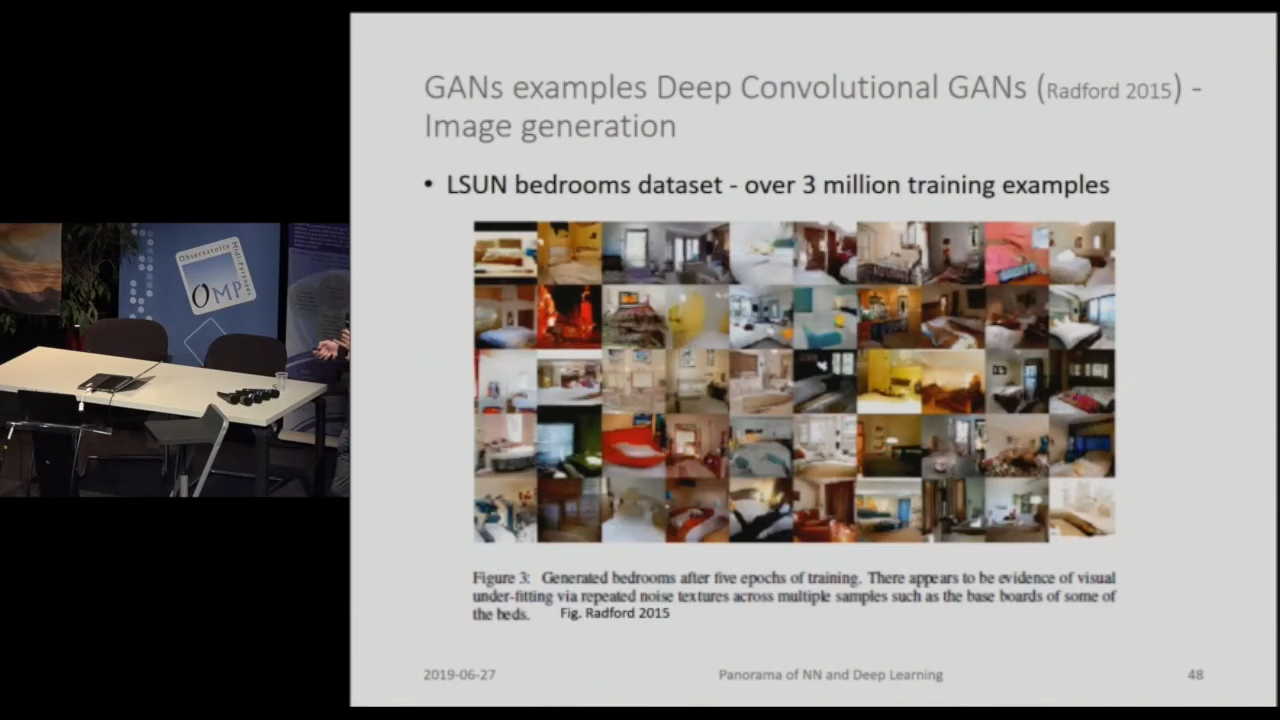 Observatoire
Midi-Pyrénées
OMP
GANs examples Deep Convolutional GANs (Radford 2015) -
Image generation
• LSUN bedrooms dataset - over 3 million training examples
Figure 3: Generated bedrooms after five epochs of training. There appears to be evidence of visual
under-fitting via repeated noise textures across multiple samples such as the base boards of some of
the beds. Fig. Radford 2015
2019-06-27 Panorama of NN and Deep Learning 48